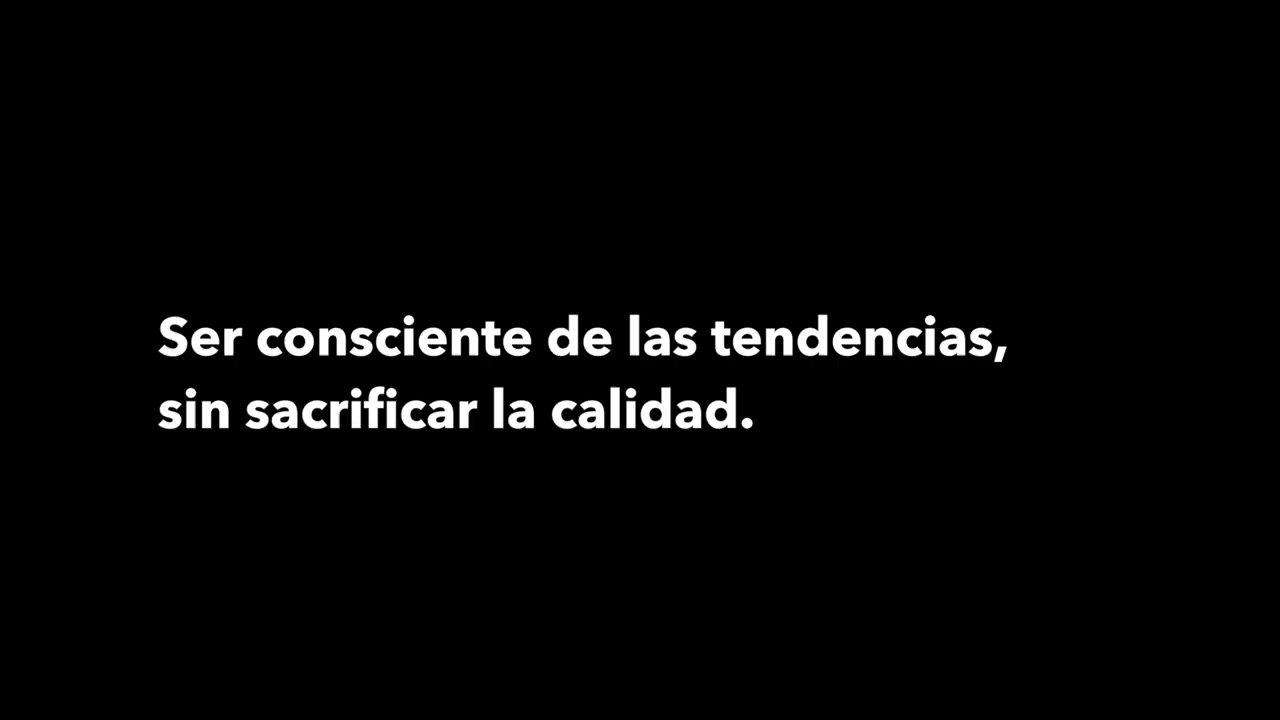 Ser consciente de las tendencias,
sin sacrificar la calidad.